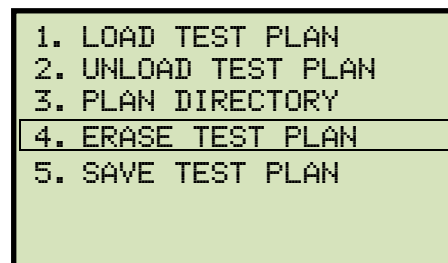 1. LOAD TEST PLAN
2. UNLOAD TEST PLAN
3. PLAN DIRECTORY
4. ERASE TEST PLAN
5. SAVE TEST PLAN